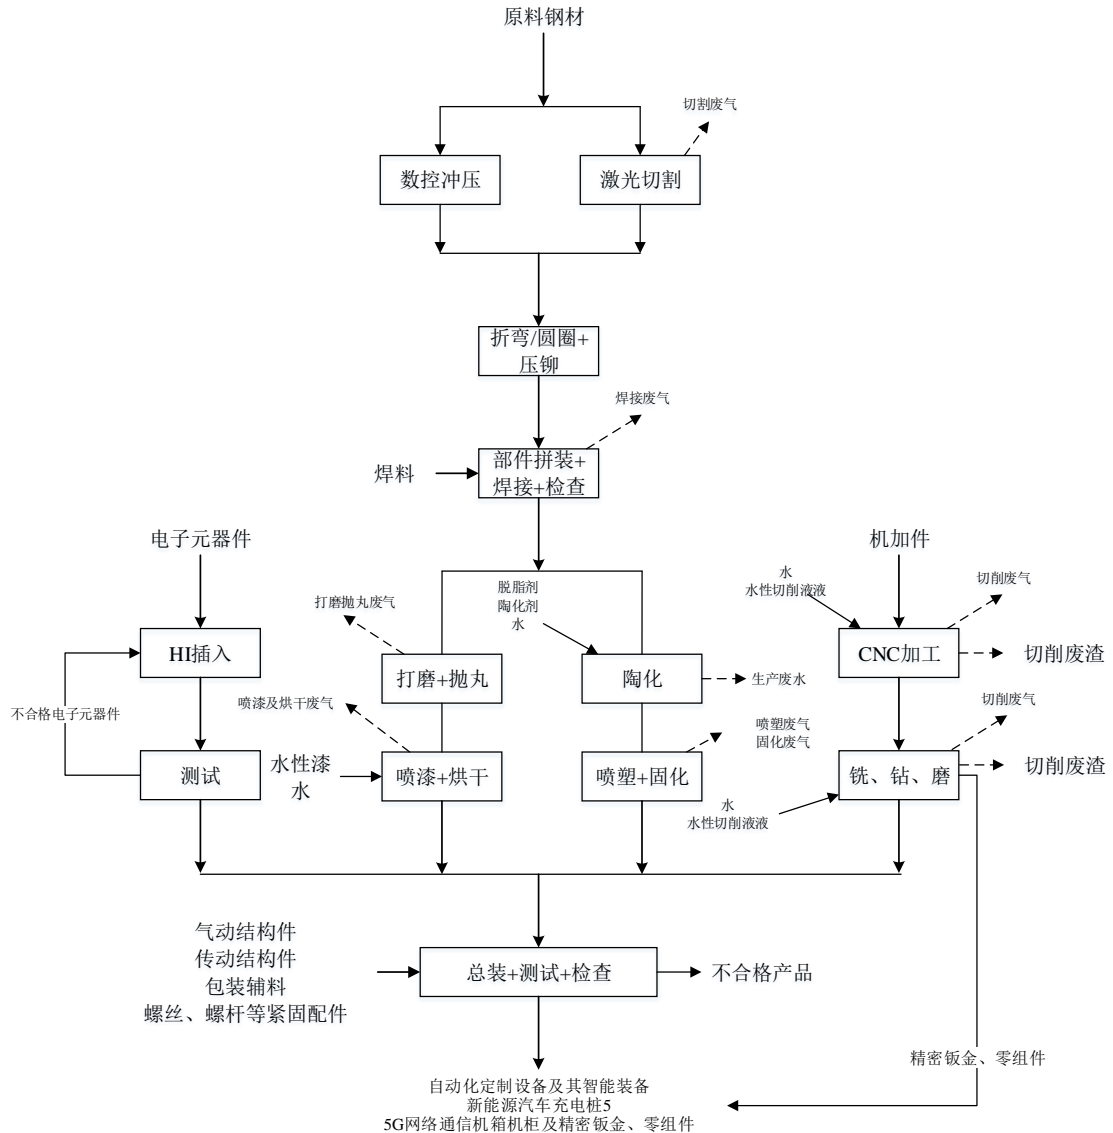 原料钢材
切割废气
数控冲压
激光切割
折弯/圆圈+
压铆
焊接废气
焊料
部件拼装+
焊接+检查
电子元器件
机加件
水
水性切削液液
切削废气
脱脂剂
陶化剂
水
打磨抛丸废气
HI插入
CNC加工
切削废渣
打磨+抛丸
陶化
生产废水
不合格电子元器件
喷漆及烘干废气
喷塑废气
固化废气
切削废气
测试
水性漆
水
喷漆+烘干
喷塑+固化
铣、钻、磨
切削废渣
水
水性切削液液
气动结构件
传动结构件
包装辅料
螺丝、螺杆等紧固配件
总装+测试+检查
不合格产品
精密钣金、零组件
自动化定制设备及其智能装备
新能源汽车充电桩5
5G网络通信机箱机柜及精密钣金、零组件